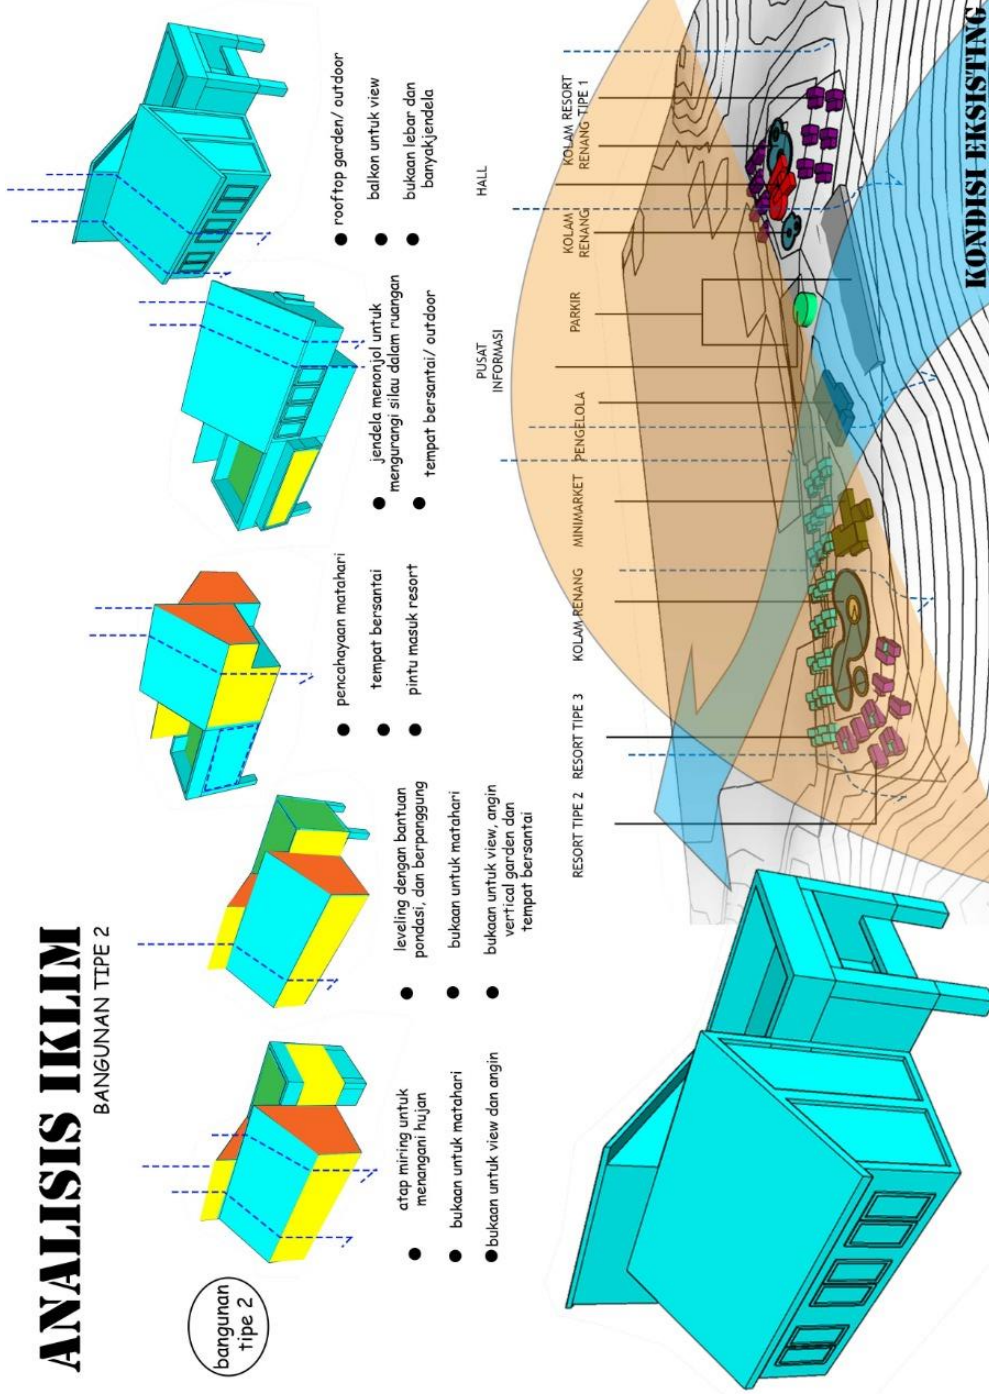 ANALISIS IKLIM
BANGUNAN TIPE 2
bangunan
tipe 2
atap miring untuk
menangani hujan
bukaan untuk matahari
bukaan untuk view dan angin
leveling dengan bantuan
pondasi, dan berpanggung
bukaan untuk matahari
bukaan untuk view, angin
vertical garden dan
tempat bersantai
pencahayaan matahari
tempat bersantai
pintu masuk resort
jendela menonjol untuk
mengurangi silau dalam ruangan
tempat bersantai/ outdoor
rooftop garden/ outdoor
balkon untuk view
bukaan lebar dan
banyakjendela
RESORT TIPE 2
RESORT TIPE 3
KOLAM RENANG
MINIMARKET
PENGELOLA
PUSAT
INFORMASI
PARKIR
KOLAM
RENANG
HALL
KOLAM RESORT
RENANG TIPE 1
KONDISI EKSISTING